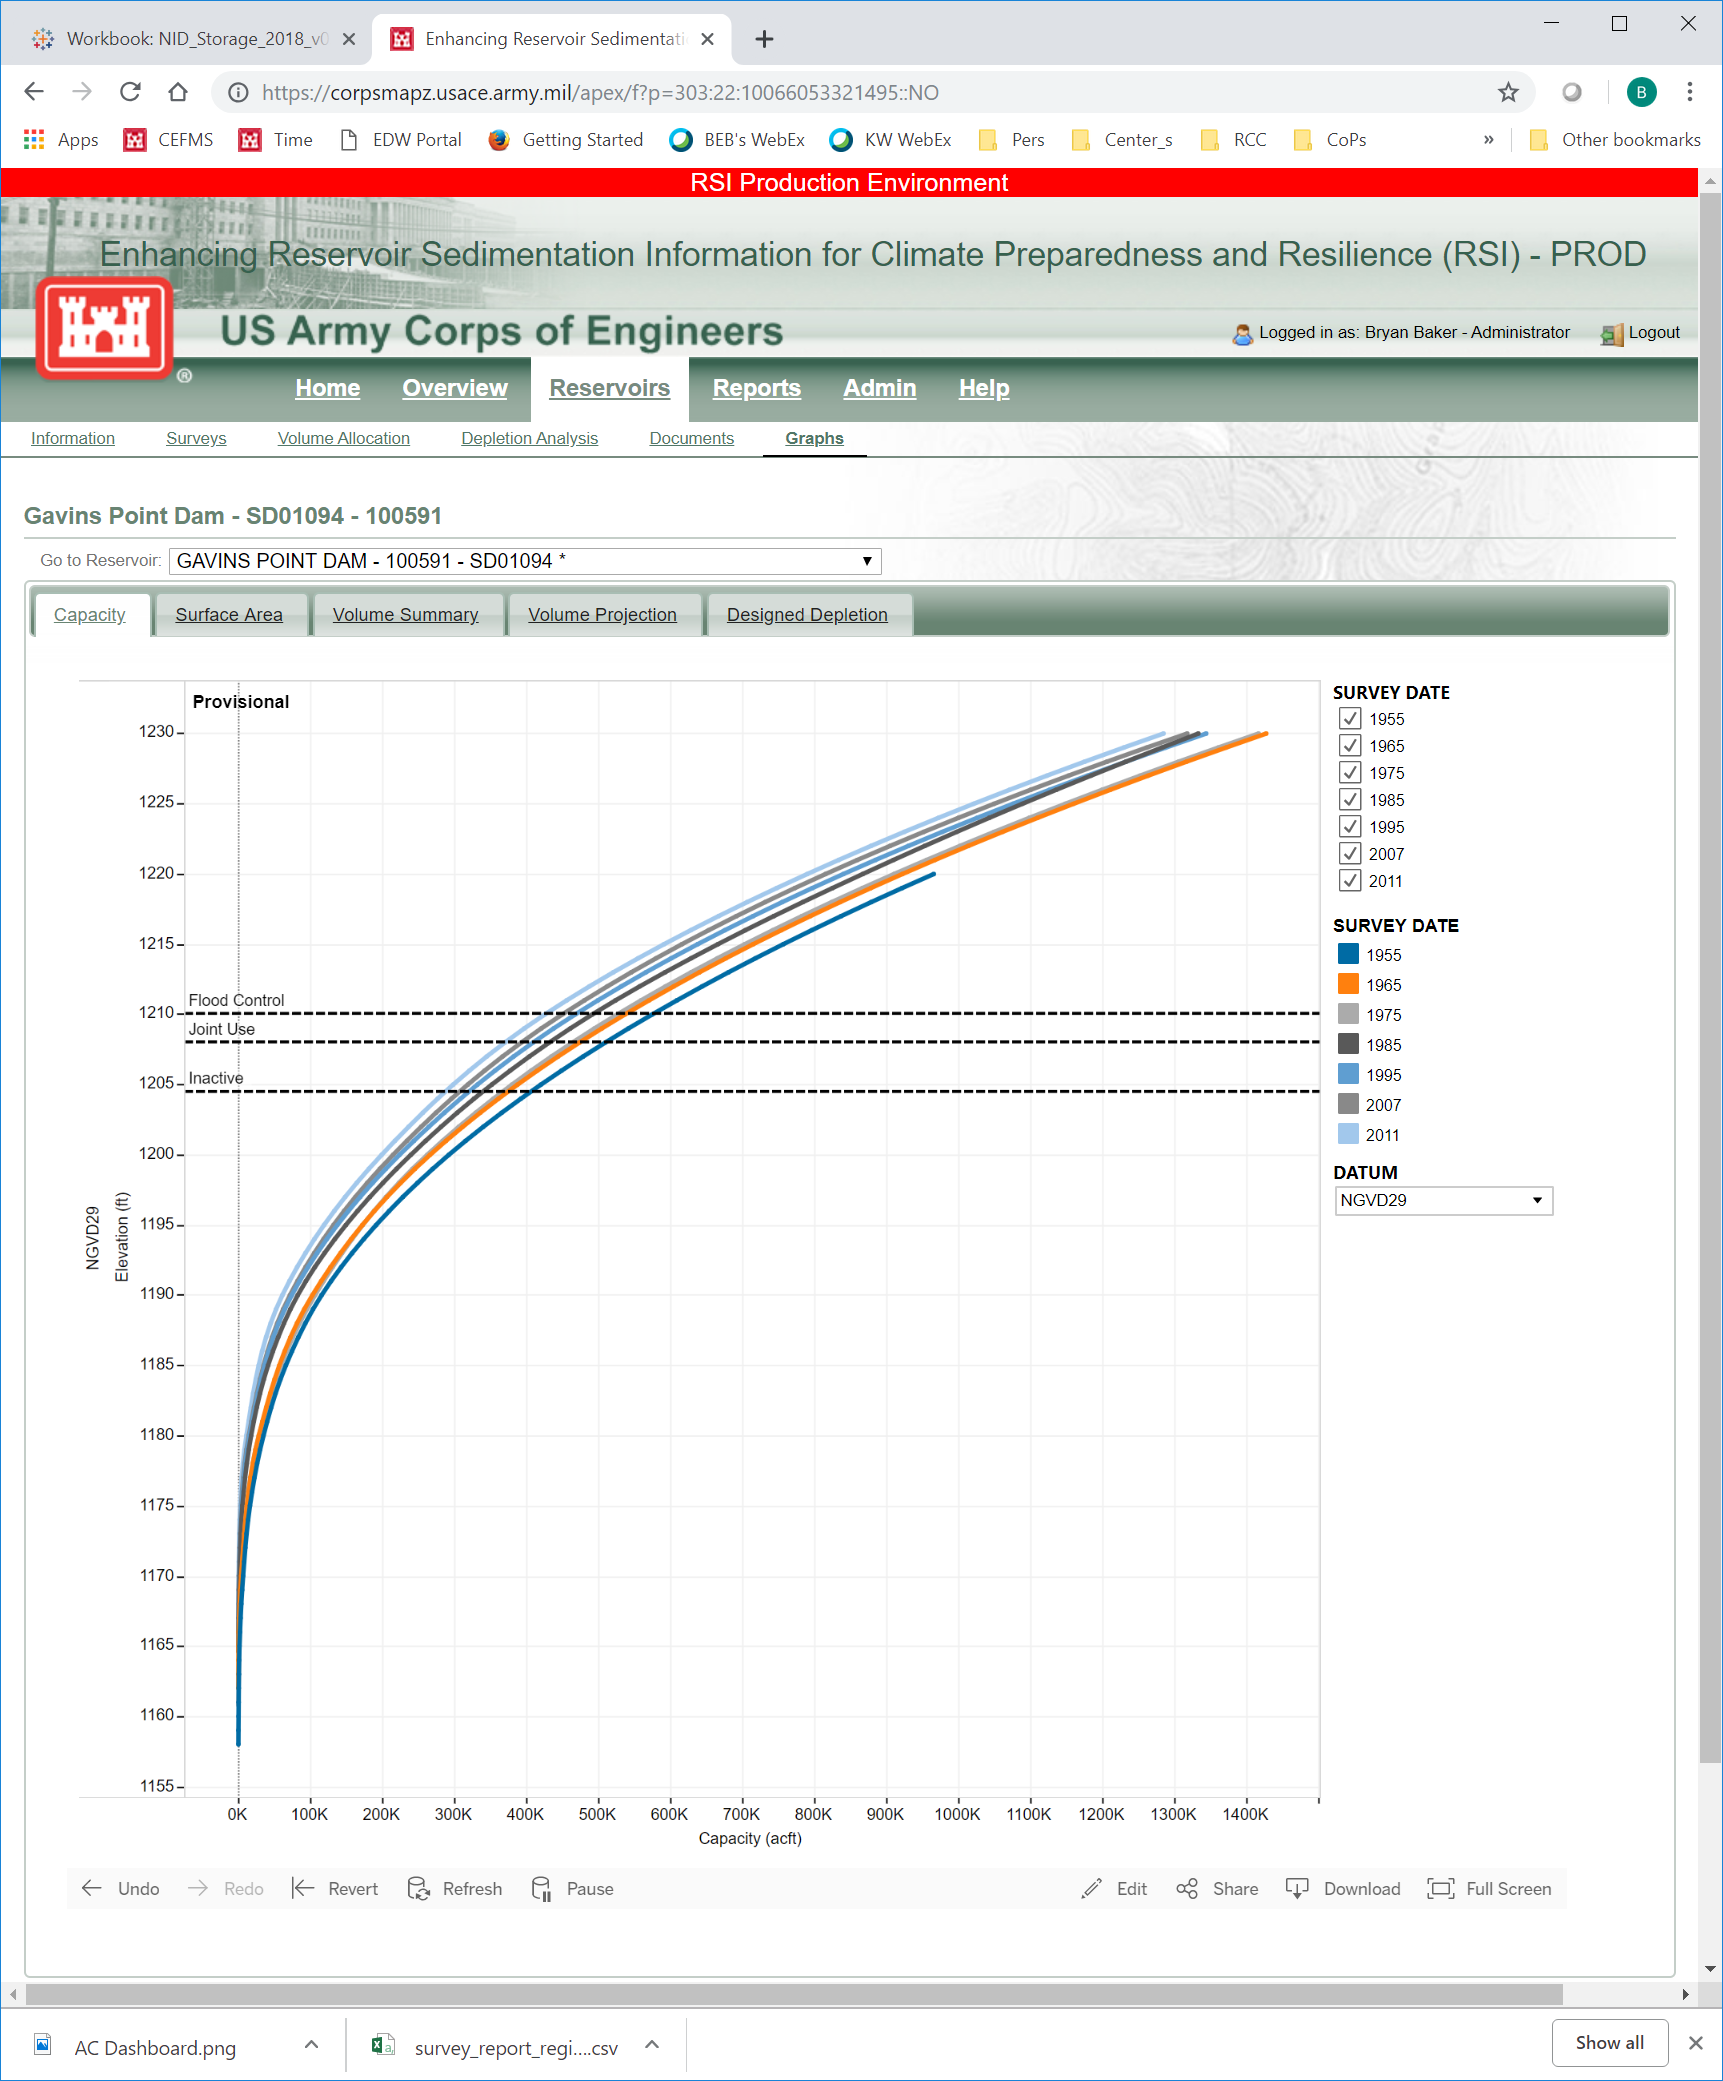 Workbook: NID_Storage_2018_v0
Enhancing Reservoir Sedimentati
https://corpsmapz.usace.army.mil/apex/f?p=303:22:10066053321495::NO
B
Apps CEFMS Time EDW Portal Getting Started BEB's WebEx KW WebEx Pers Center_s RCC CoPs » Other bookmarks
RSI Production Environment
Enhancing Reservoir Sedimentation Information for Climate Preparedness and Resilience (RSI) - PROD
US Army Corps of Engineers
®
Logged in as: Bryan Baker - Administrator Logout
Home Overview Reservoirs Reports Admin Help
Information Surveys Volume Allocation Depletion Analysis Documents Graphs
Gavins Point Dam - SD01094 - 100591
Go to Reservoir: GAVINS POINT DAM - 100591 - SD01094 *
Capacity Surface Area Volume Summary Volume Projection Designed Depletion
Provisional
1230
1225
1220
1215
Flood Control
1210
Joint Use
Inactive
1205
1200
1195
1190
1185
1180
1175
1170
1165
1160
1155
NGVD29
Elevation (ft)
0K 100K 200K 300K 400K 500K 600K 700K 800K 900K 1000K 1100K 1200K 1300K 1400K
Capacity (acft)
SURVEY DATE
1955
1965
1975
1985
1995
2007
2011
SURVEY DATE
1955
1965
1975
1985
1995
2007
2011
DATUM
NGVD29
Undo Redo Revert Refresh Pause Edit Share Download Full Screen
AC Dashboard.png survey_report_regi....csv Show all